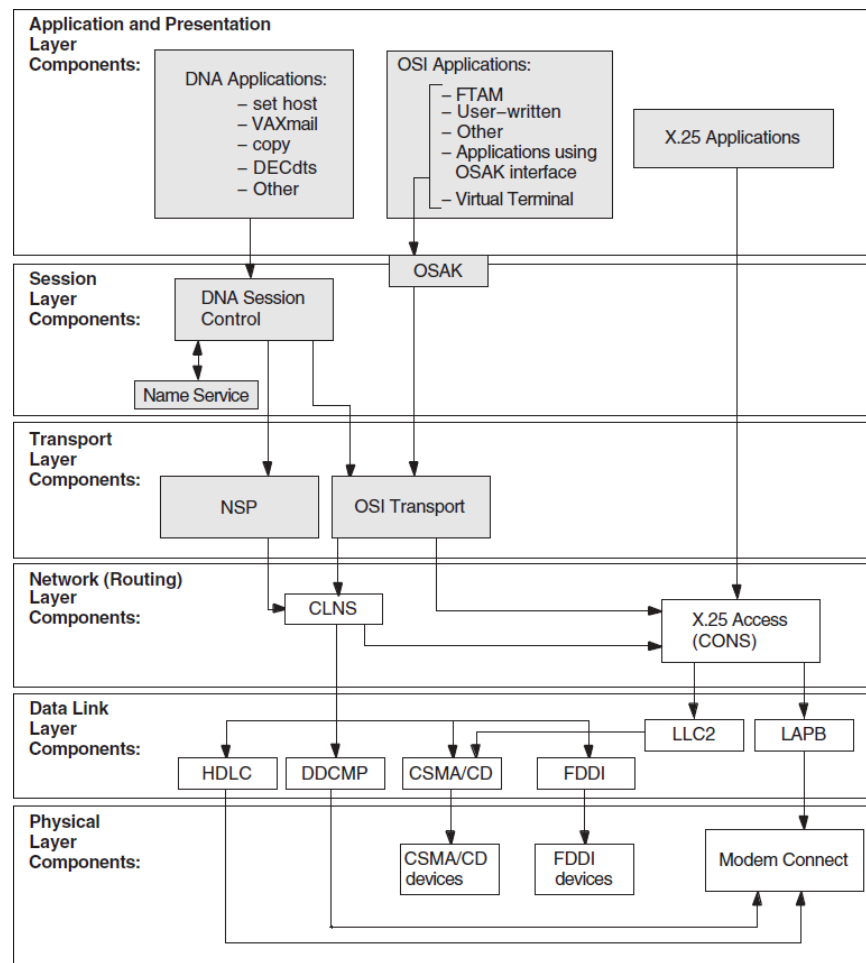 Application and Presentation
Layer
Components:
DNA Applications:
– set host
– VAXmail
– copy
– DECdts
– Other
OSI Applications:
– FTAM
– User–written
– Other
– Applications using
OSAK interface
– Virtual Terminal
X.25 Applications
Session
Layer
Components:
OSAK
DNA Session
Control
Name Service
Transport
Layer
Components:
NSP
OSI Transport
Network (Routing)
Layer
Components:
CLNS
X.25 Access
(CONS)
Data Link
Layer
Components:
LLC2
LAPB
HDLC
DDCMP
CSMA/CD
FDDI
Physical
Layer
Components:
CSMA/CD
devices
FDDI
devices
Modem Connect